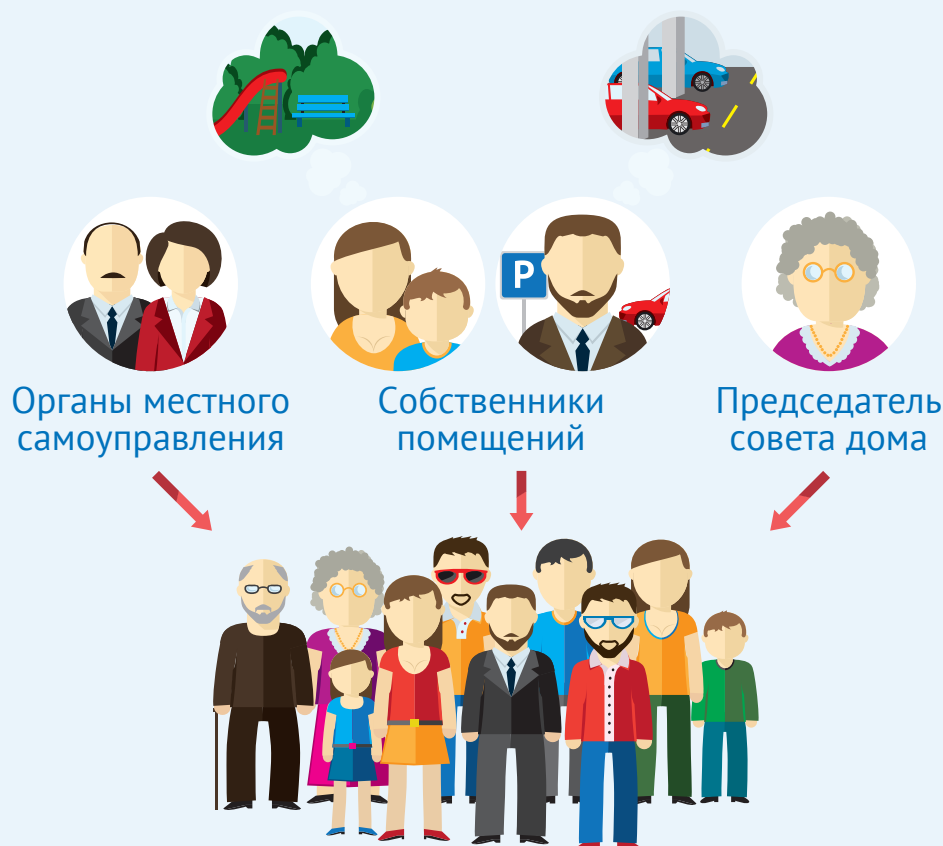 P
Органы местного
самоуправления
Собственники
помещений
Председатель
совета дома